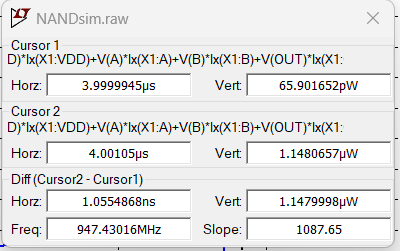 NANDsim.raw
Cursor 1
D)*Ix(X1:VDD)+V(A)*Ix(X1:A)+V(B)*Ix(X1:B)+V(OUT)*Ix(X1:
Horz: 3.9999945µs Vert: 65.901652pW
Cursor 2
D)*Ix(X1:VDD)+V(A)*Ix(X1:A)+V(B)*Ix(X1:B)+V(OUT)*Ix(X1:
Horz: 4.00105µs Vert: 1.1480657µW
Diff (Cursor2 - Cursor1)
Horz: 1.0554868ns Vert: 1.1479998µW
Freq: 947.43016MHz Slope: 1087.65